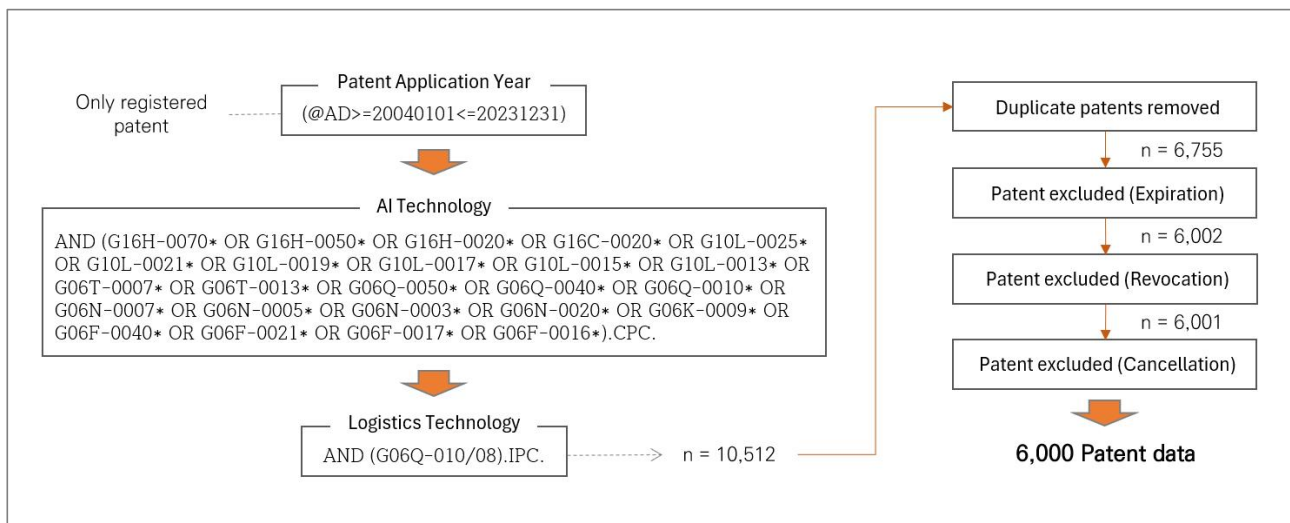 Patent Application Year
Only registered
patent
(@AD>=20040101<=20231231)
AI Technology
AND (G16H-0070* OR G16H-0050* OR G16H-0020* OR G16C-0020* OR G10L-0025*
OR G10L-0021* OR G10L-0019* OR G10L-0017* OR G10L-0015* OR G10L-0013* OR
G06T-0007* OR G06T-0013* OR G06Q-0050* OR G06Q-0040* OR G06Q-0010* OR
G06N-0007* OR G06N-0005* OR G06N-0003* OR G06N-0020* OR G06K-0009* OR
G06F-0040* OR G06F-0021* OR G06F-0017* OR G06F-0016*).CPC.
Logistics Technology
AND (G06Q-010/08).IPC.
n = 10,512
Duplicate patents removed
n = 6,755
Patent excluded (Expiration)
n = 6,002
Patent excluded (Revocation)
n = 6,001
Patent excluded (Cancellation)
6,000 Patent data